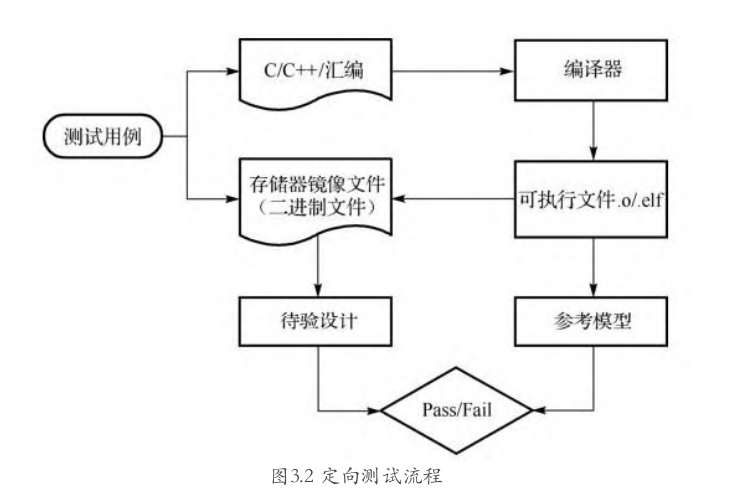 C/C++/汇编
编译器
测试用例
存储器镜像文件
（二进制文件）
可执行文件.o/.elf
待验设计
参考模型
Pass/Fail
图3.2 定向测试流程